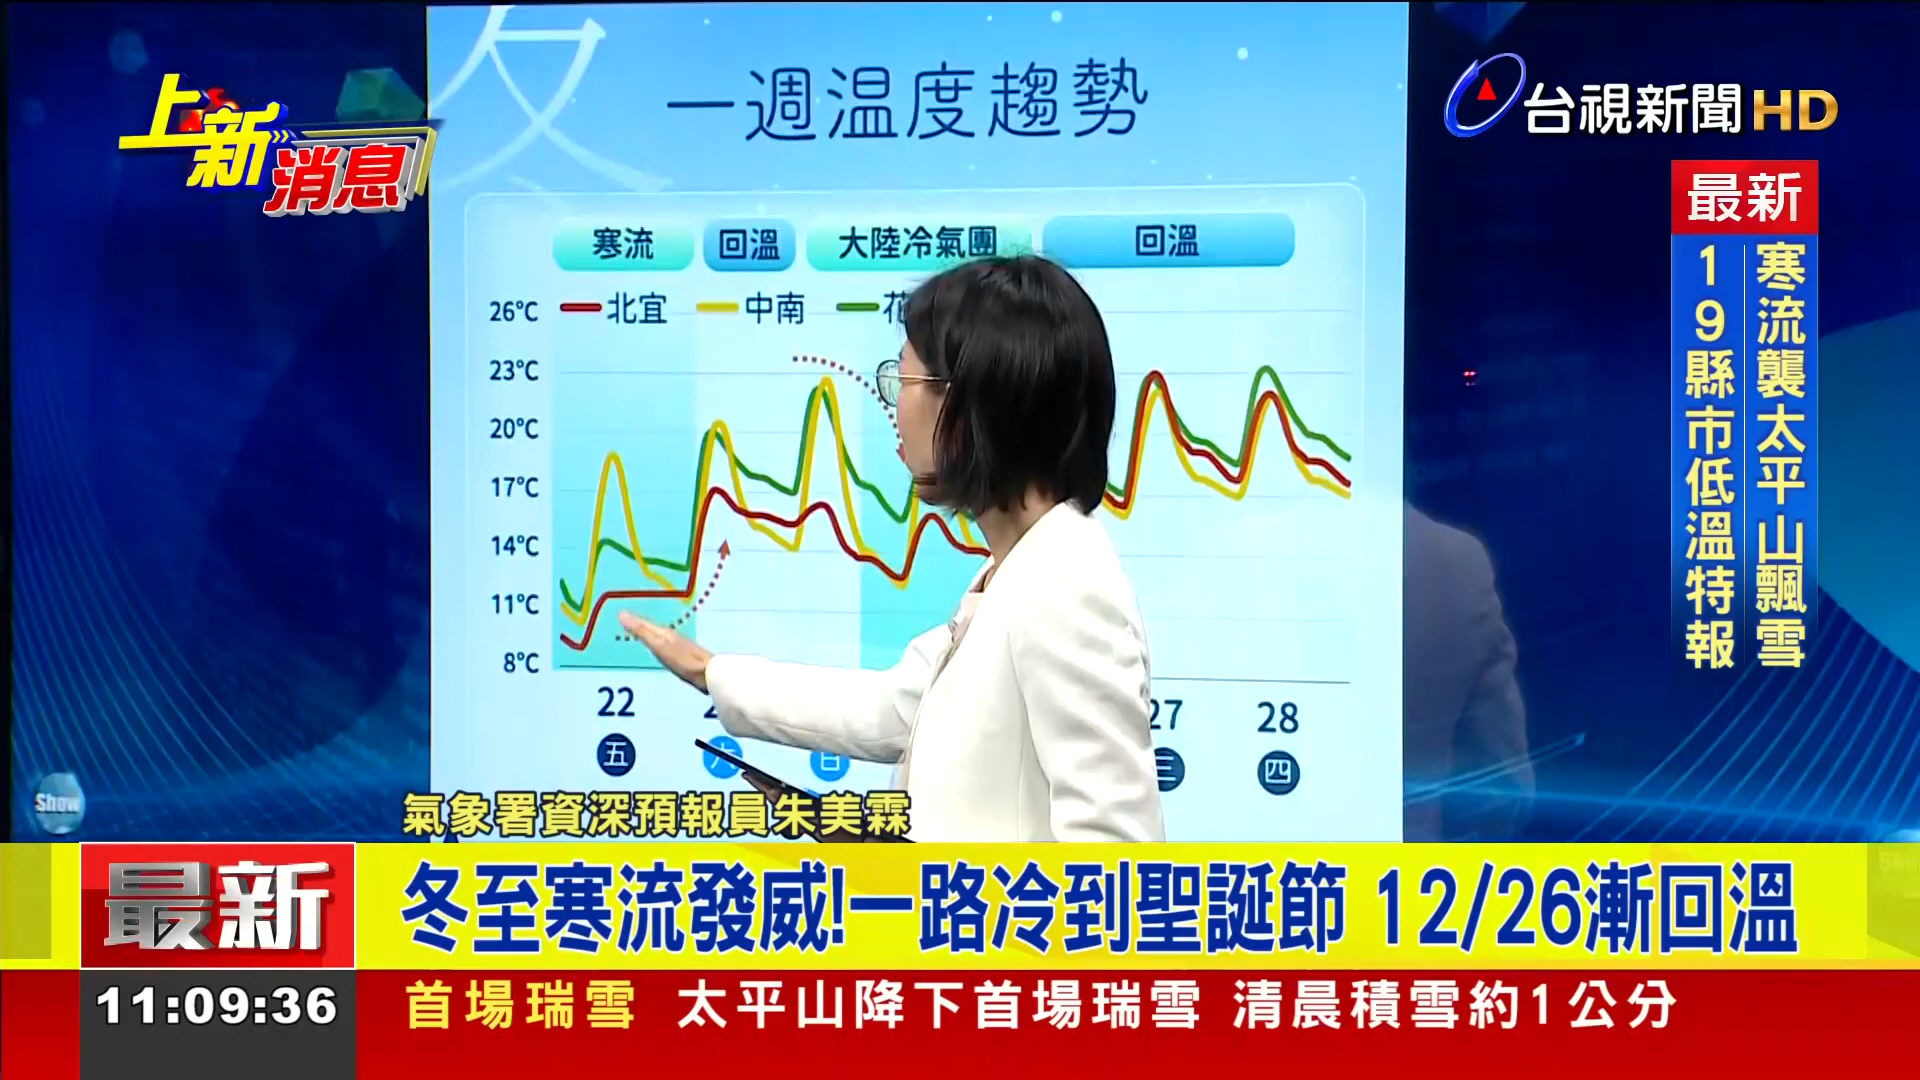 冬
一週温度趨勢
上新消息
台視新聞HD
最新
寒流襲太平山飄雪
19縣市低溫特報
寒流
回溫
大陸冷氣團
回溫
26°C
北宜
中南
花
23°C
20°C
17°C
14°C
11°C
8°C
22
27
28
五
六
日
三
四
Show
氣象署資深預報員朱美霖
最新
冬至寒流發威!一路冷到聖誕節 12/26漸回溫
11:09:36
首場瑞雪 太平山降下首場瑞雪 清晨積雪約1公分